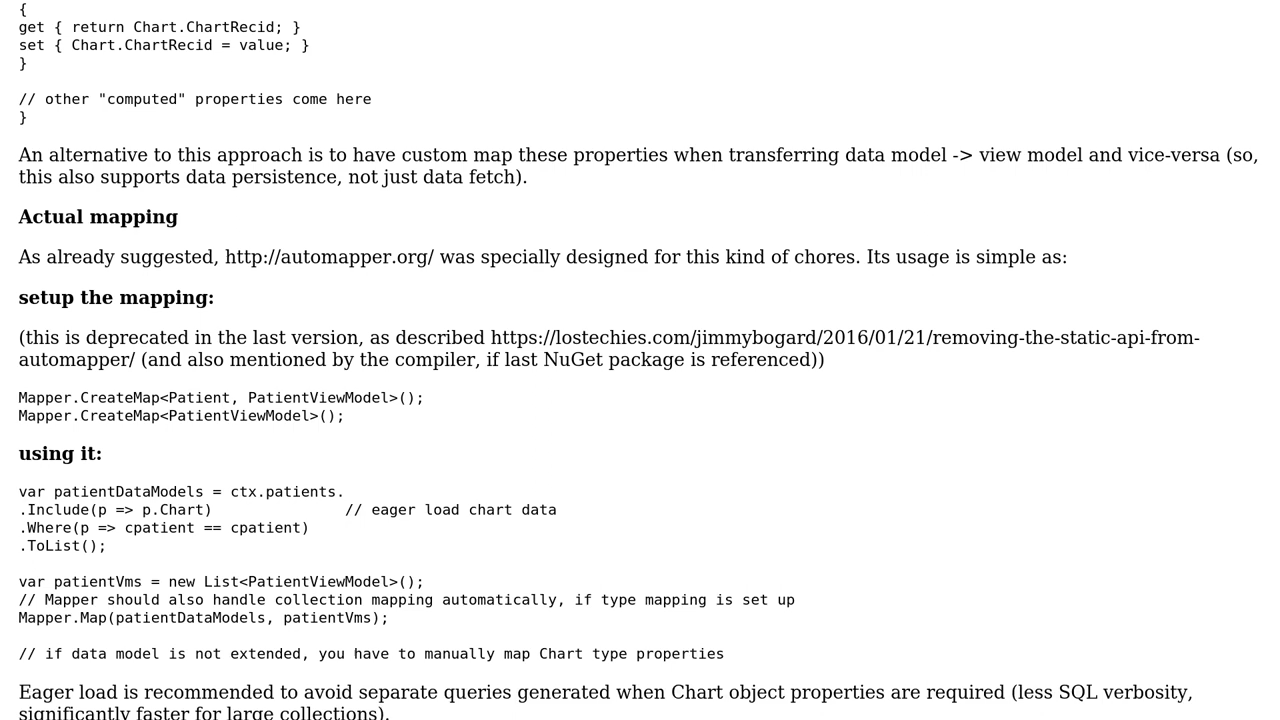 {
get { return Chart.ChartRecid; }
set { Chart.ChartRecid = value; }
}
// other "computed" properties come here
}
An alternative to this approach is to have custom map these properties when transferring data model -> view model and vice-versa (so,
this also supports data persistence, not just data fetch).
Actual mapping
As already suggested, http://automapper.org/ was specially designed for this kind of chores. Its usage is simple as:
setup the mapping:
(this is deprecated in the last version, as described https://lostechies.com/jimmybogard/2016/01/21/removing-the-static-api-from-
automapper/ (and also mentioned by the compiler, if last NuGet package is referenced))
Mapper.CreateMap<Patient, PatientViewModel>();
Mapper.CreateMap<PatientViewModel>();
using it:
var patientDataModels = ctx.patients.
.Include(p => p.Chart)               // eager load chart data
.Where(p => cpatient == cpatient)
.ToList();
var patientVms = new List<PatientViewModel>();
// Mapper should also handle collection mapping automatically, if type mapping is set up
Mapper.Map(patientDataModels, patientVms);
// if data model is not extended, you have to manually map Chart type properties
Eager load is recommended to avoid separate queries generated when Chart object properties are required (less SQL verbosity,
significantly faster for large collections).